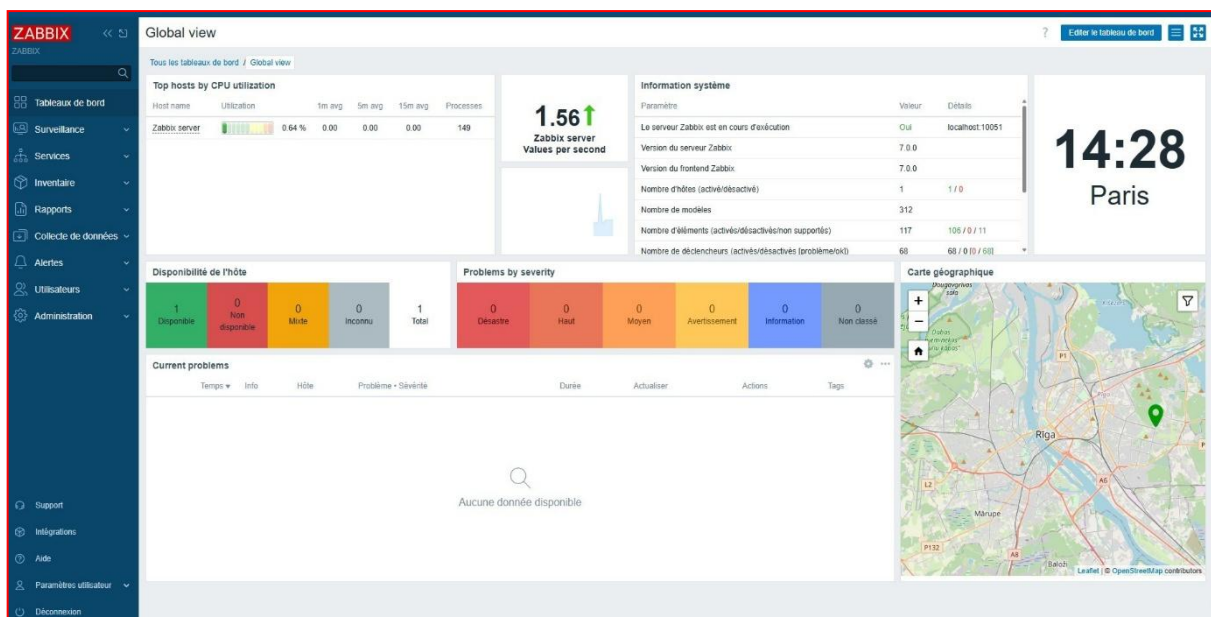 ZABBIX
ZABBIX
Tableaux de bord
Surveillance
Services
Inventaire
Rapports
Collecte de données
Alertes
Utilisateurs
Administration
Support
Intégrations
Aide
Paramètres utilisateur
Déconnexion
Global view
? Editer le tableau de bord
Tous les tableaux de bord / Global view
Top hosts by CPU utilization
Host name Utilization 1m avg 5m avg 15m avg Processes
Zabbix server 0.64 % 0.00 0.00 0.00 149
1.56
Zabbix server
Values per second
Information système
Paramètre Valeur Détails
Le serveur Zabbix est en cours d'exécution Oui localhost:10051
Version du serveur Zabbix 7.0.0
Version du frontend Zabbix 7.0.0
Nombre d'hôtes (activé/désactivé) 1 1 / 0
Nombre de modèles 312
Nombre d'éléments (activés/désactivés/non supportés) 117 106 / 0 / 11
Nombre de déclencheurs (activés/désactivés [problème/ok]) 68 68 / 0 [0 / 68]
14:28
Paris
Disponibilité de l'hôte
1 Disponible
0 Non disponible
0 Mixte
0 Inconnu
1 Total
Problems by severity
0 Désastre
0 Haut
0 Moyen
0 Avertissement
0 Information
0 Non classé
Current problems
Temps Info Hôte Problème • Sévérité Durée Actualiser Actions Tags
Aucune donnée disponible
Carte géographique
+
−
P1
Rīga
L2
A6
Mārupe
P132
A8
Baloži
Leaflet | © OpenStreetMap contributors